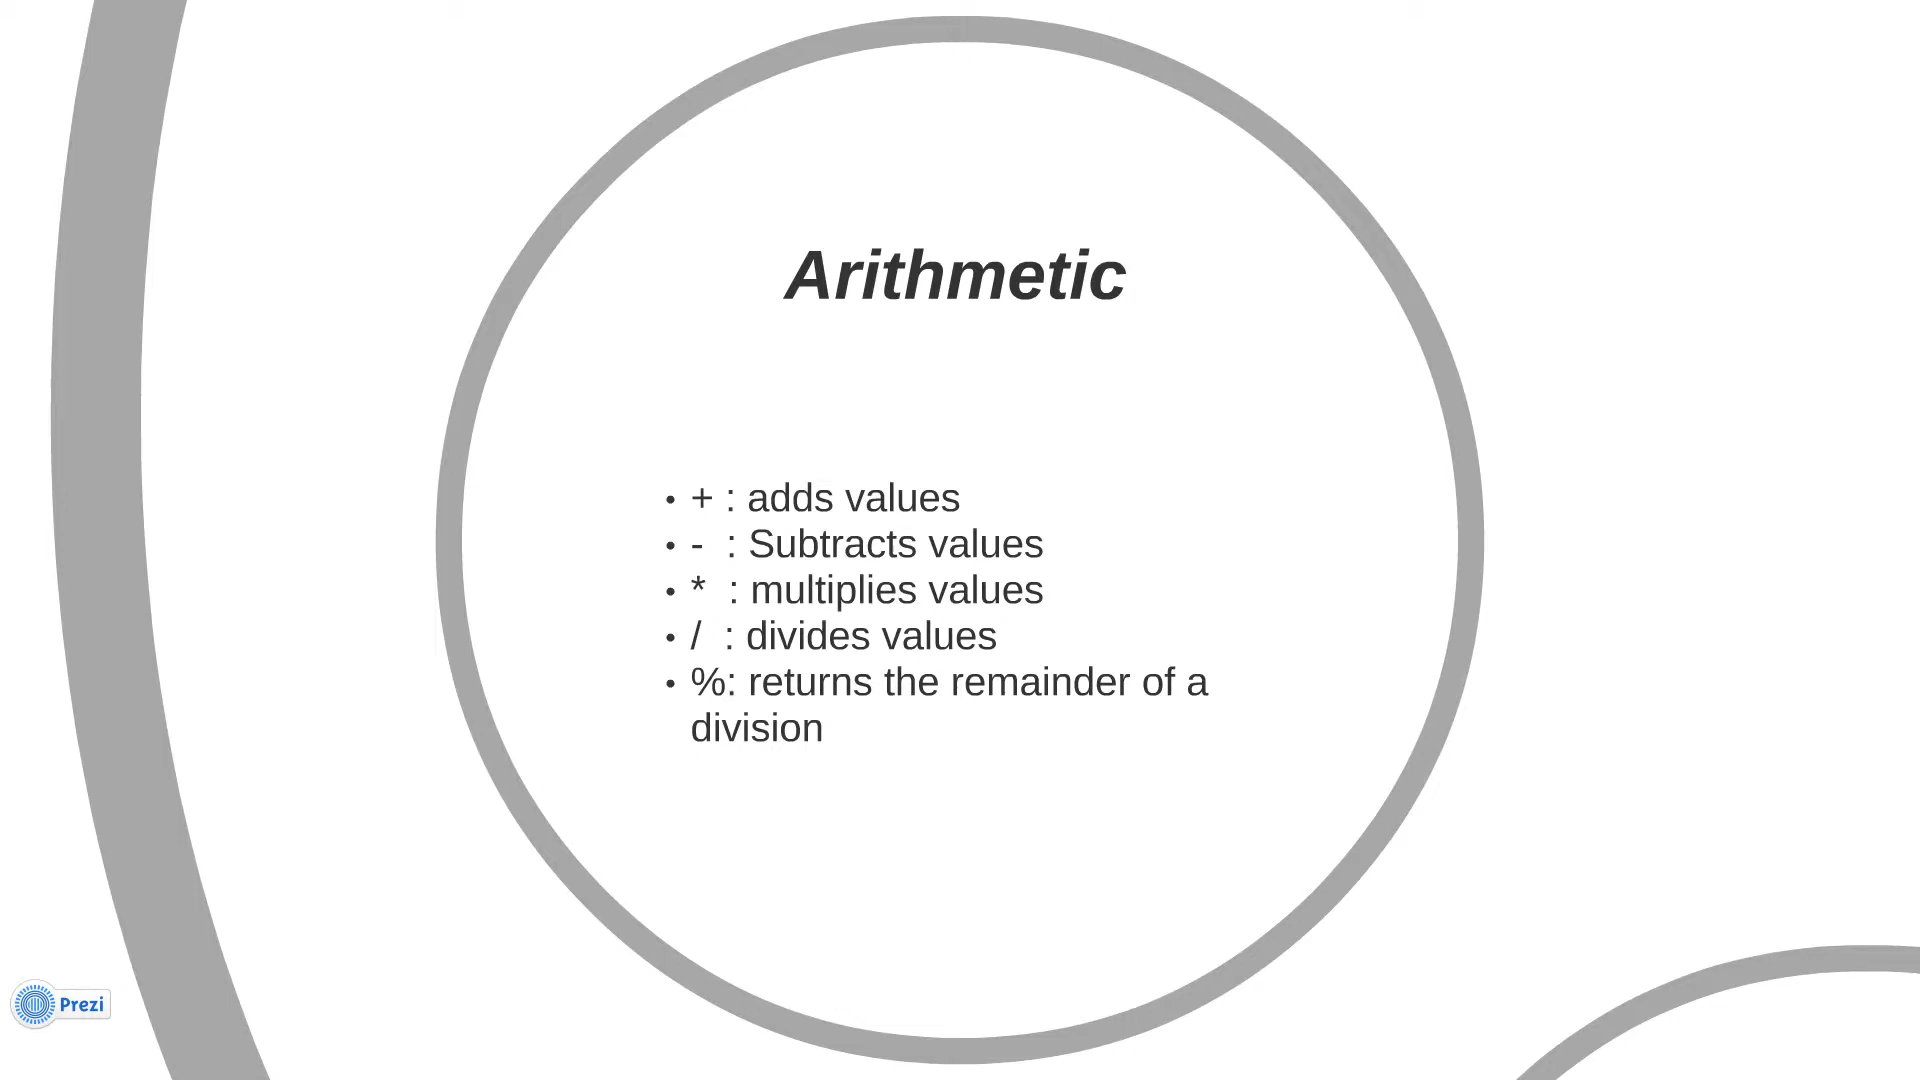 Arithmetic
• + : adds values
• -  : Subtracts values
• *  : multiplies values
• /  : divides values
• %: returns the remainder of a
division
Prezi